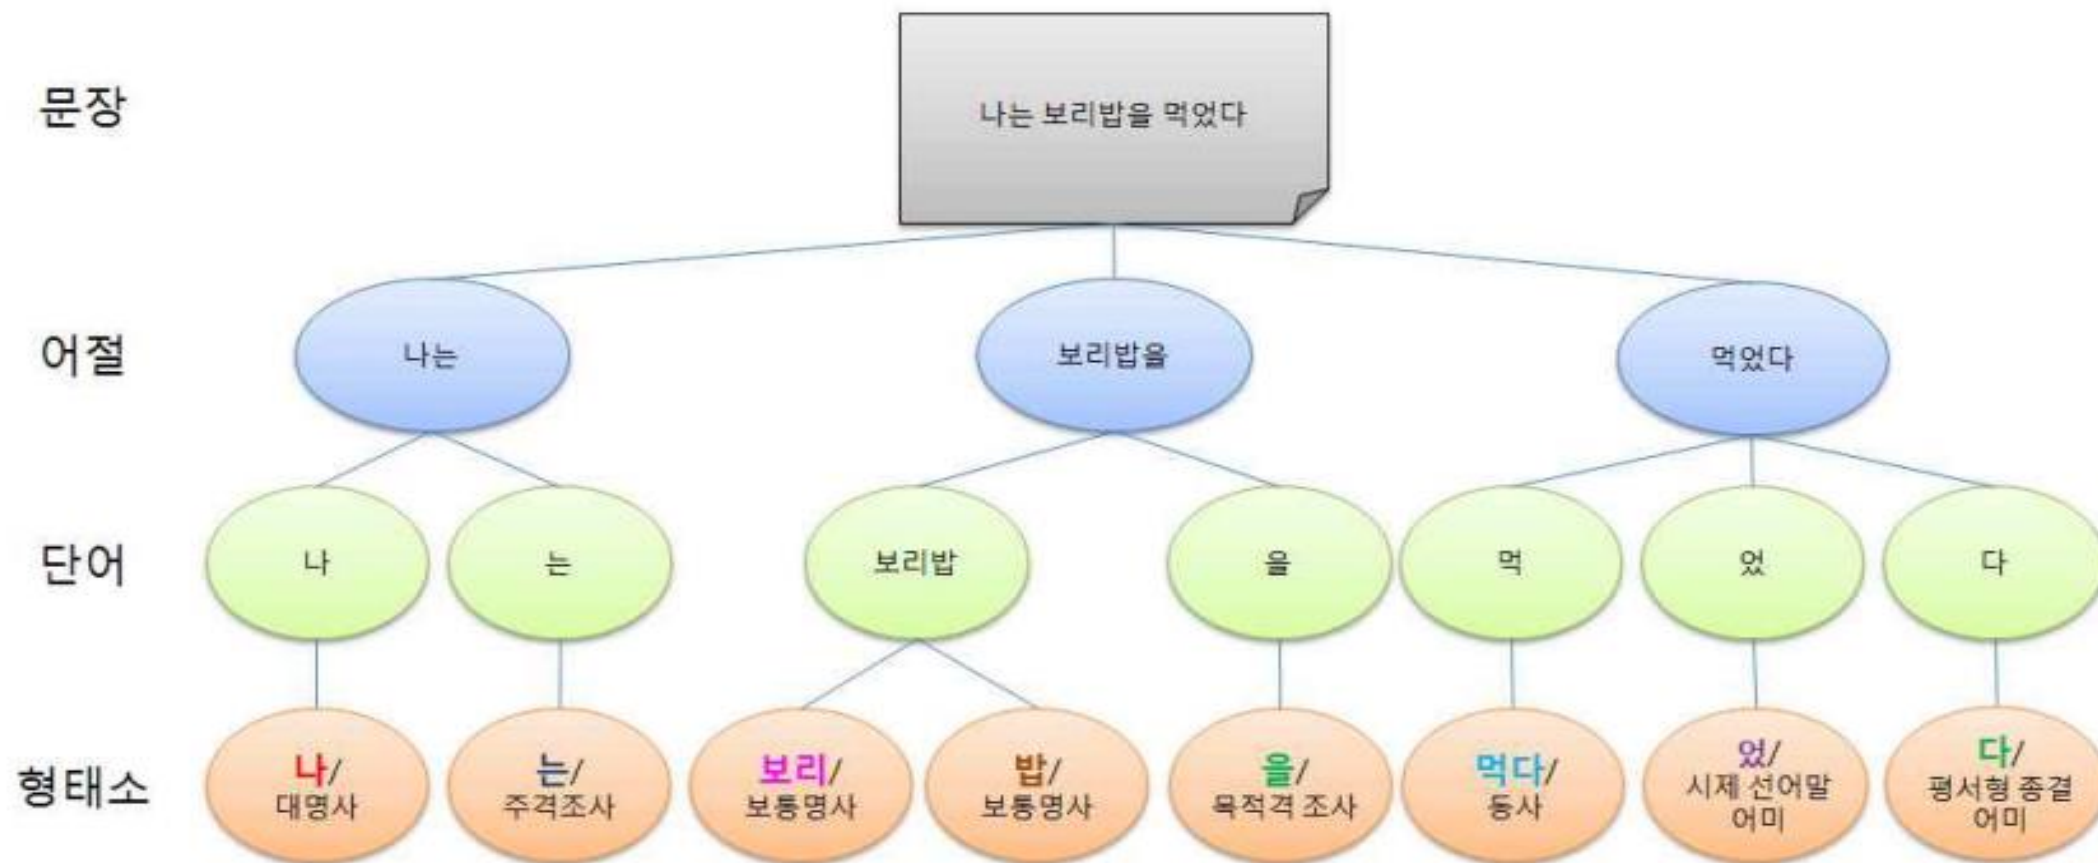 문장
나는 보리밥을 먹었다
어절
나는
보리밥을
먹었다
단어
나
는
보리밥
을
먹
었
다
형태소
나/
대명사
는/
주격조사
보리/
보통명사
밥/
보통명사
을/
목적격 조사
먹다/
동사
었/
시제 선어말
어미
다/
평서형 종결
어미